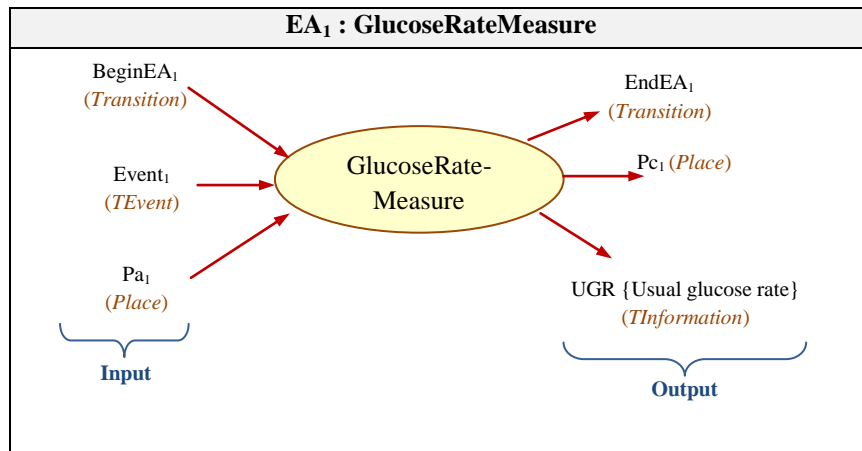 EA₁ : GlucoseRateMeasure
BeginEA₁
(Transition)
Event₁
(TEvent)
Pa₁
(Place)
Input
GlucoseRate-
Measure
EndEA₁
(Transition)
Pc₁ (Place)
UGR {Usual glucose rate}
(TInformation)
Output